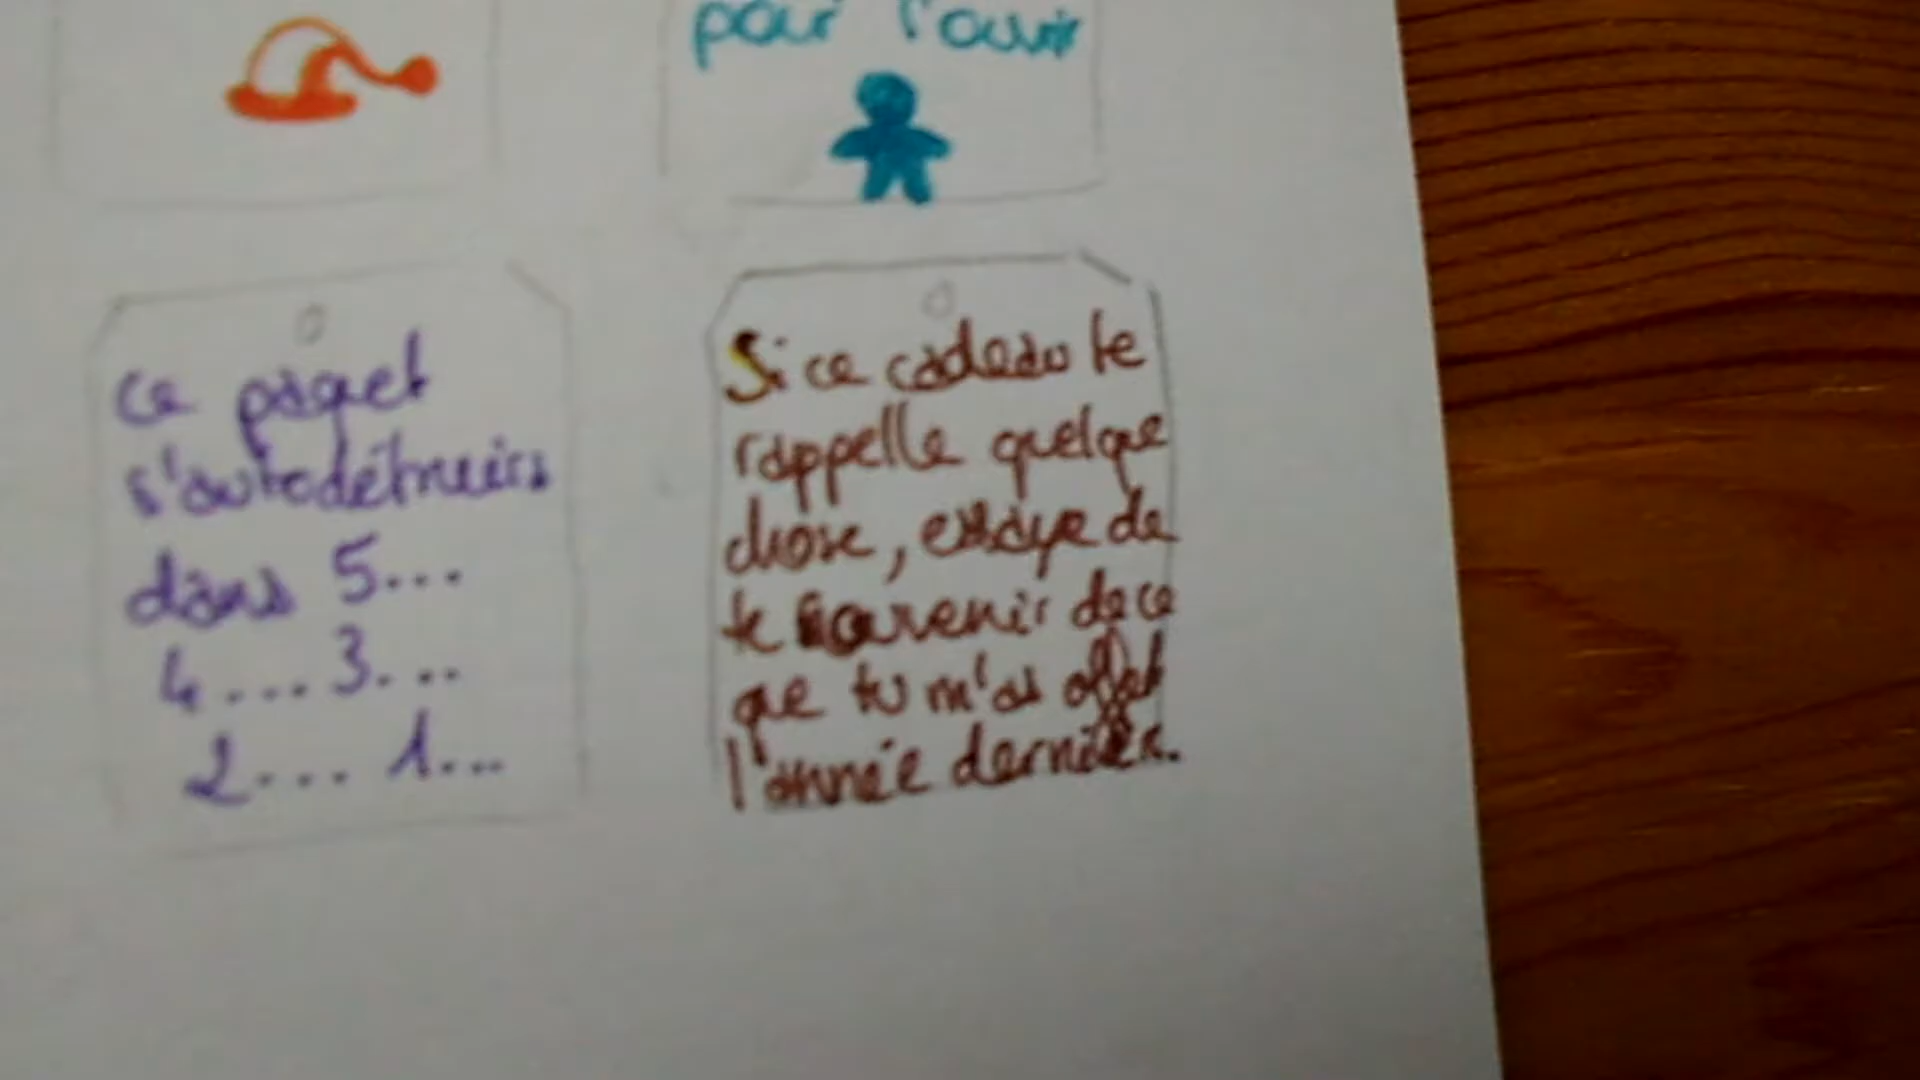 pour l'ouvrir
Ce paquet
s'autodétruira
dans 5...
4... 3...
2... 1...
Si ce cadeau te
rappelle quelque
chose, essaye de
te souvenir de ce
que tu m'as offert
l'année dernière.